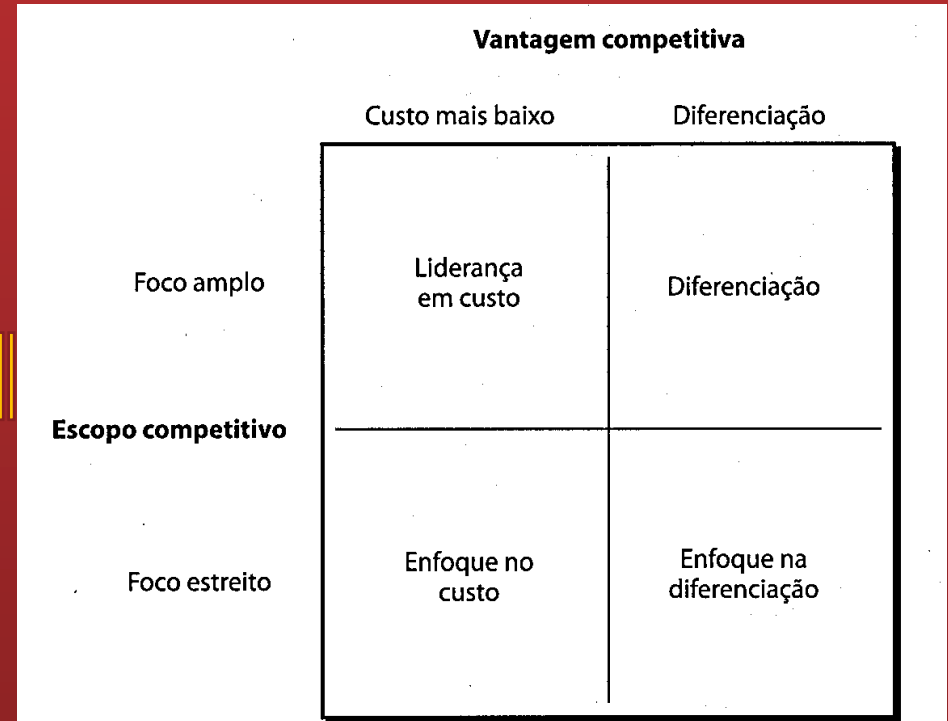 Vantagem competitiva
Custo mais baixo
Diferenciação
Foco amplo
Liderança
em custo
Diferenciação
Escopo competitivo
Foco estreito
Enfoque no
custo
Enfoque na
diferenciação